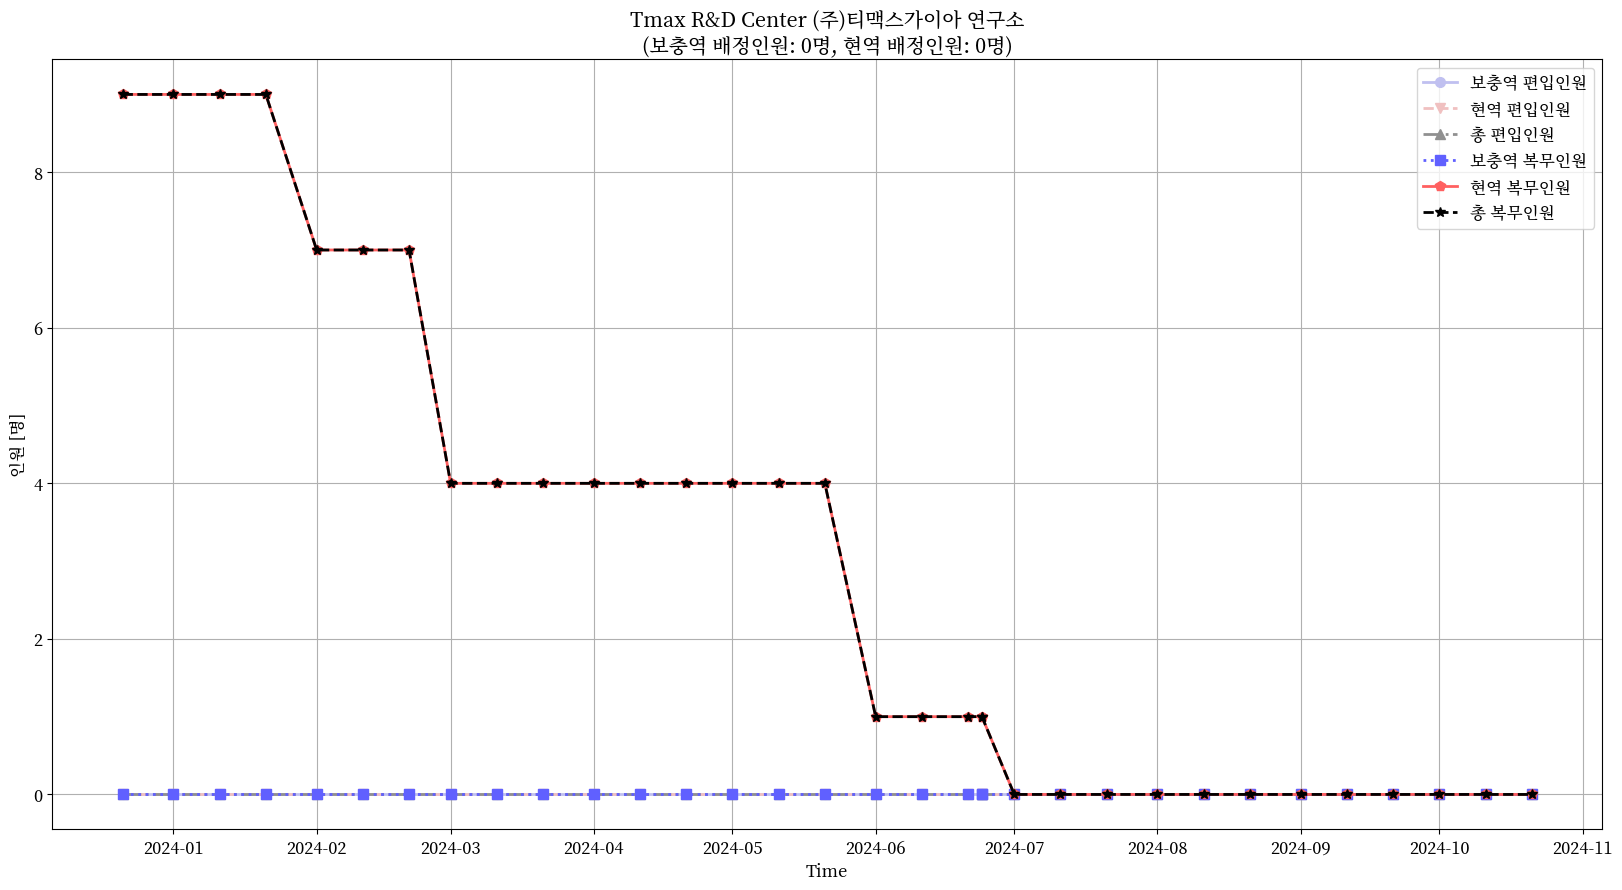 Tmax R&D Center (주)티맥스가이아 연구소
(보충역 배정인원: 0명, 현역 배정인원: 0명)
보충역 편입인원
현역 편입인원
총 편입인원
보충역 복무인원
현역 복무인원
총 복무인원
인원 [명]
8
6
4
2
0
2024-01
2024-02
2024-03
2024-04
2024-05
2024-06
2024-07
2024-08
2024-09
2024-10
2024-11
Time